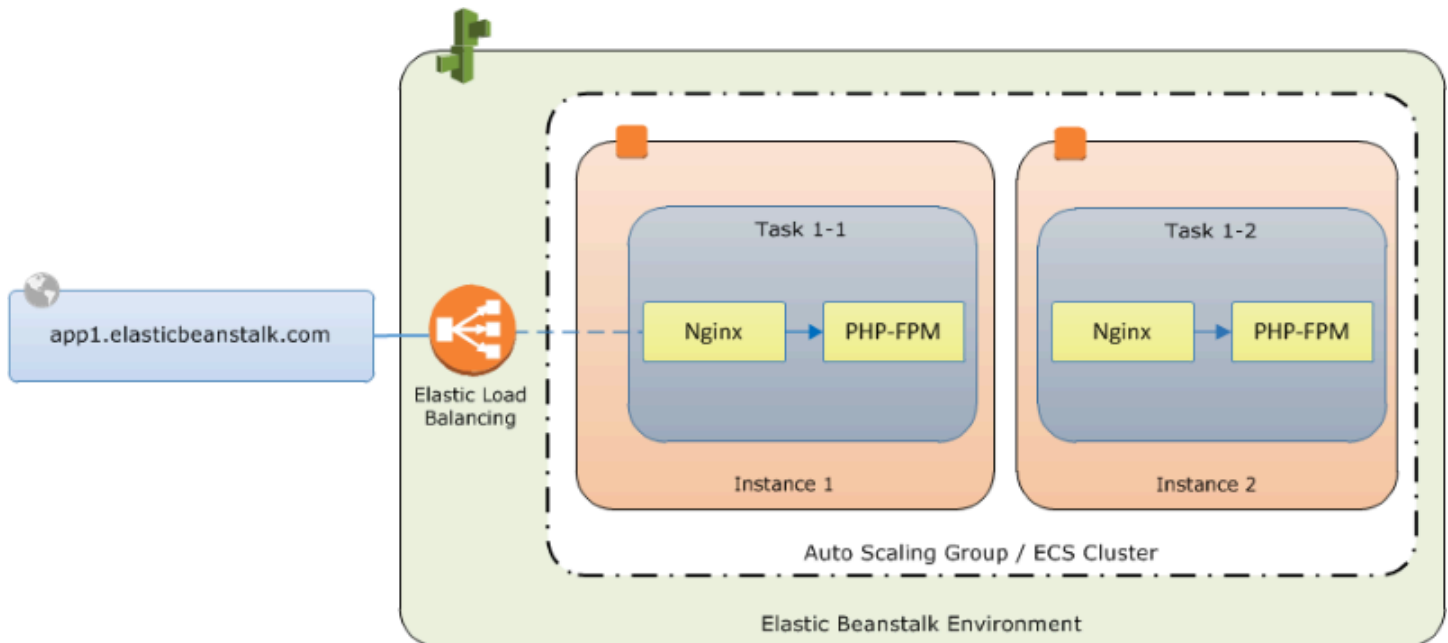 app1.elasticbeanstalk.com
Elastic Load
Balancing
Task 1-1
Nginx
PHP-FPM
Instance 1
Task 1-2
Nginx
PHP-FPM
Instance 2
Auto Scaling Group / ECS Cluster
Elastic Beanstalk Environment